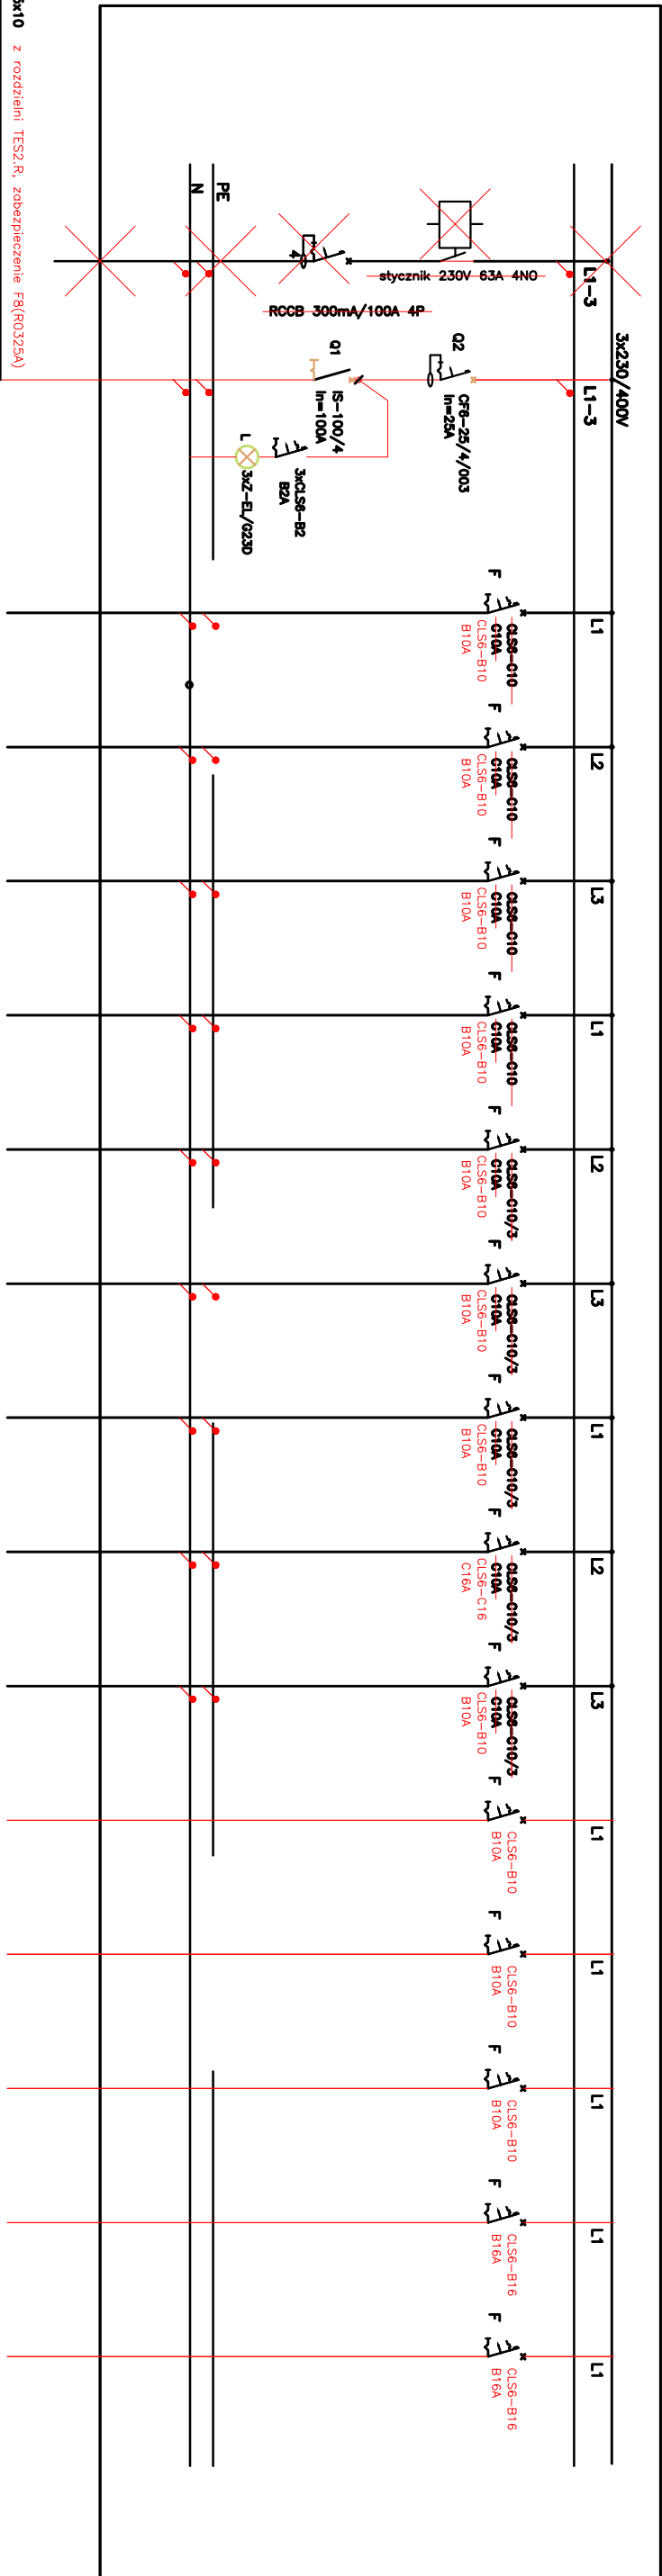 3x230/400V
L1-3
L1-3
L1
L2
L3
L1
L2
L3
L1
L2
L3
L1
L1
L1
L1
L1
stycznik 230V 63A 4NO
RCCB 300mA/100A 4P
4
Q2
CF6-25/4/003
In=25A
Q1
IS-100/4
In=100A
3xCLS6-B2
B2A
L
3xZ-EL/G23D
PE
N
F
CLS6-C10
C10A
CLS6-B10
B10A
F
CLS6-C10
C10A
CLS6-B10
B10A
F
CLS6-C10
C10A
CLS6-B10
B10A
F
CLS6-C10
C10A
CLS6-B10
B10A
F
CLS6-C10/3
C10A
CLS6-B10
B10A
F
CLS6-C10/3
C10A
CLS6-B10
B10A
F
CLS6-C10/3
C10A
CLS6-B10
B10A
F
CLS6-C10/3
C10A
CLS6-C16
C16A
F
CLS6-C10/3
C10A
CLS6-B10
B10A
F
CLS6-B10
B10A
F
CLS6-B10
B10A
F
CLS6-B10
B10A
F
CLS6-B16
B16A
F
CLS6-B16
B16A
x10 z rozdzielni TES2.R, zabezpieczenie F8(R0325A)